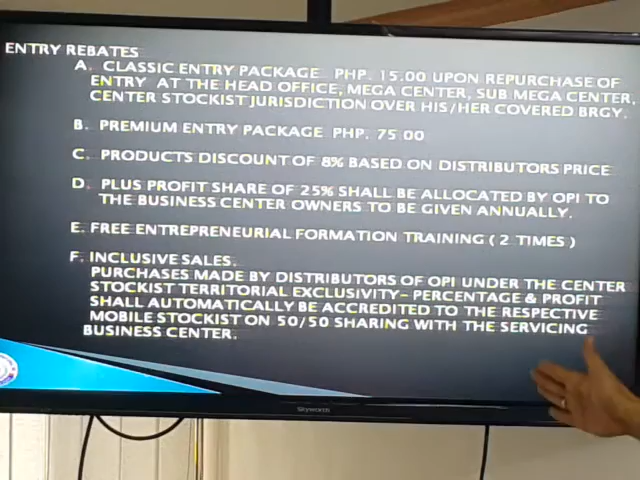 ENTRY REBATES
A. CLASSIC ENTRY PACKAGE PHP. 15.00 UPON REPURCHASE OF
ENTRY AT THE HEAD OFFICE, MEGA CENTER, SUB MEGA CENTER,
CENTER STOCKIST JURISDICTION OVER HIS/HER COVERED BRGY.
B. PREMIUM ENTRY PACKAGE PHP. 75.00
C. PRODUCTS DISCOUNT OF 8% BASED ON DISTRIBUTORS PRICE
D. PLUS PROFIT SHARE OF 25% SHALL BE ALLOCATED BY OPI TO
THE BUSINESS CENTER OWNERS TO BE GIVEN ANNUALLY.
E. FREE ENTREPRENEURIAL FORMATION TRAINING ( 2 TIMES )
F. INCLUSIVE SALES.
PURCHASES MADE BY DISTRIBUTORS OF OPI UNDER THE CENTER
STOCKIST TERRITORIAL EXCLUSIVITY- PERCENTAGE & PROFIT
SHALL AUTOMATICALLY BE ACCREDITED TO THE RESPECTIVE
MOBILE STOCKIST ON 50/50 SHARING WITH THE SERVICING
BUSINESS CENTER.
Skyworth